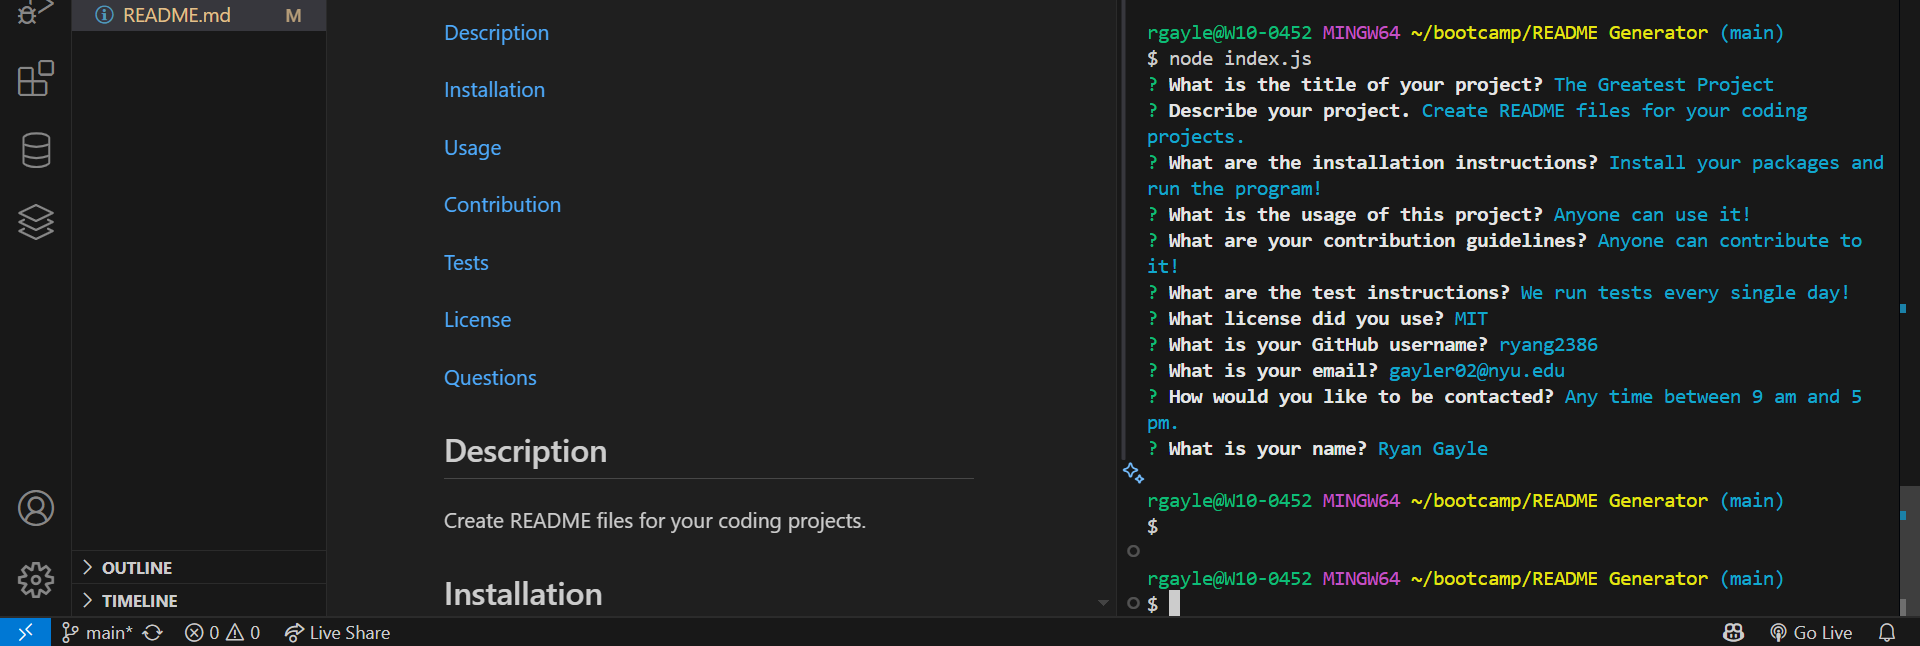 README.md M
OUTLINE
TIMELINE
Description
Installation
Usage
Contribution
Tests
License
Questions
Description
Create README files for your coding projects.
Installation
rgayle@W10-0452 MINGW64 ~/bootcamp/README Generator (main)
$ node index.js
? What is the title of your project? The Greatest Project
? Describe your project. Create README files for your coding
projects.
? What are the installation instructions? Install your packages and
run the program!
? What is the usage of this project? Anyone can use it!
? What are your contribution guidelines? Anyone can contribute to
it!
? What are the test instructions? We run tests every single day!
? What license did you use? MIT
? What is your GitHub username? ryang2386
? What is your email? gayler02@nyu.edu
? How would you like to be contacted? Any time between 9 am and 5
pm.
? What is your name? Ryan Gayle
rgayle@W10-0452 MINGW64 ~/bootcamp/README Generator (main)
$
rgayle@W10-0452 MINGW64 ~/bootcamp/README Generator (main)
$
main* 0 0 Live Share Go Live